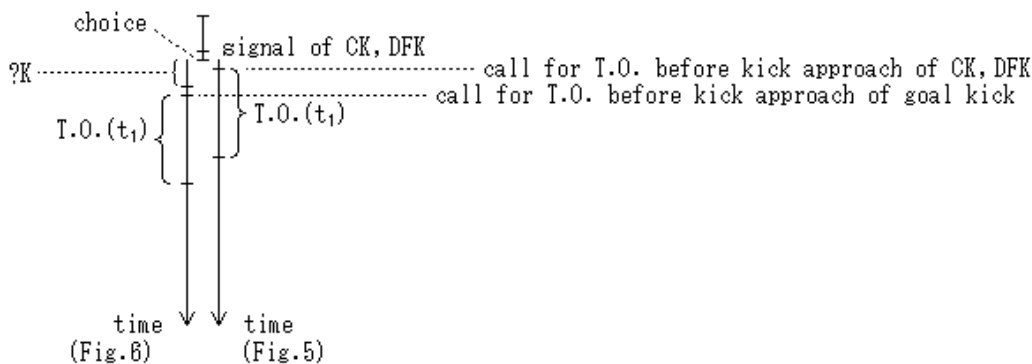 choice
signal of CK, DFK
?K
call for T.O. before kick approach of CK, DFK
call for T.O. before kick approach of goal kick
T.O.(t₁)
T.O.(t₁)
time
(Fig.6)
time
(Fig.5)